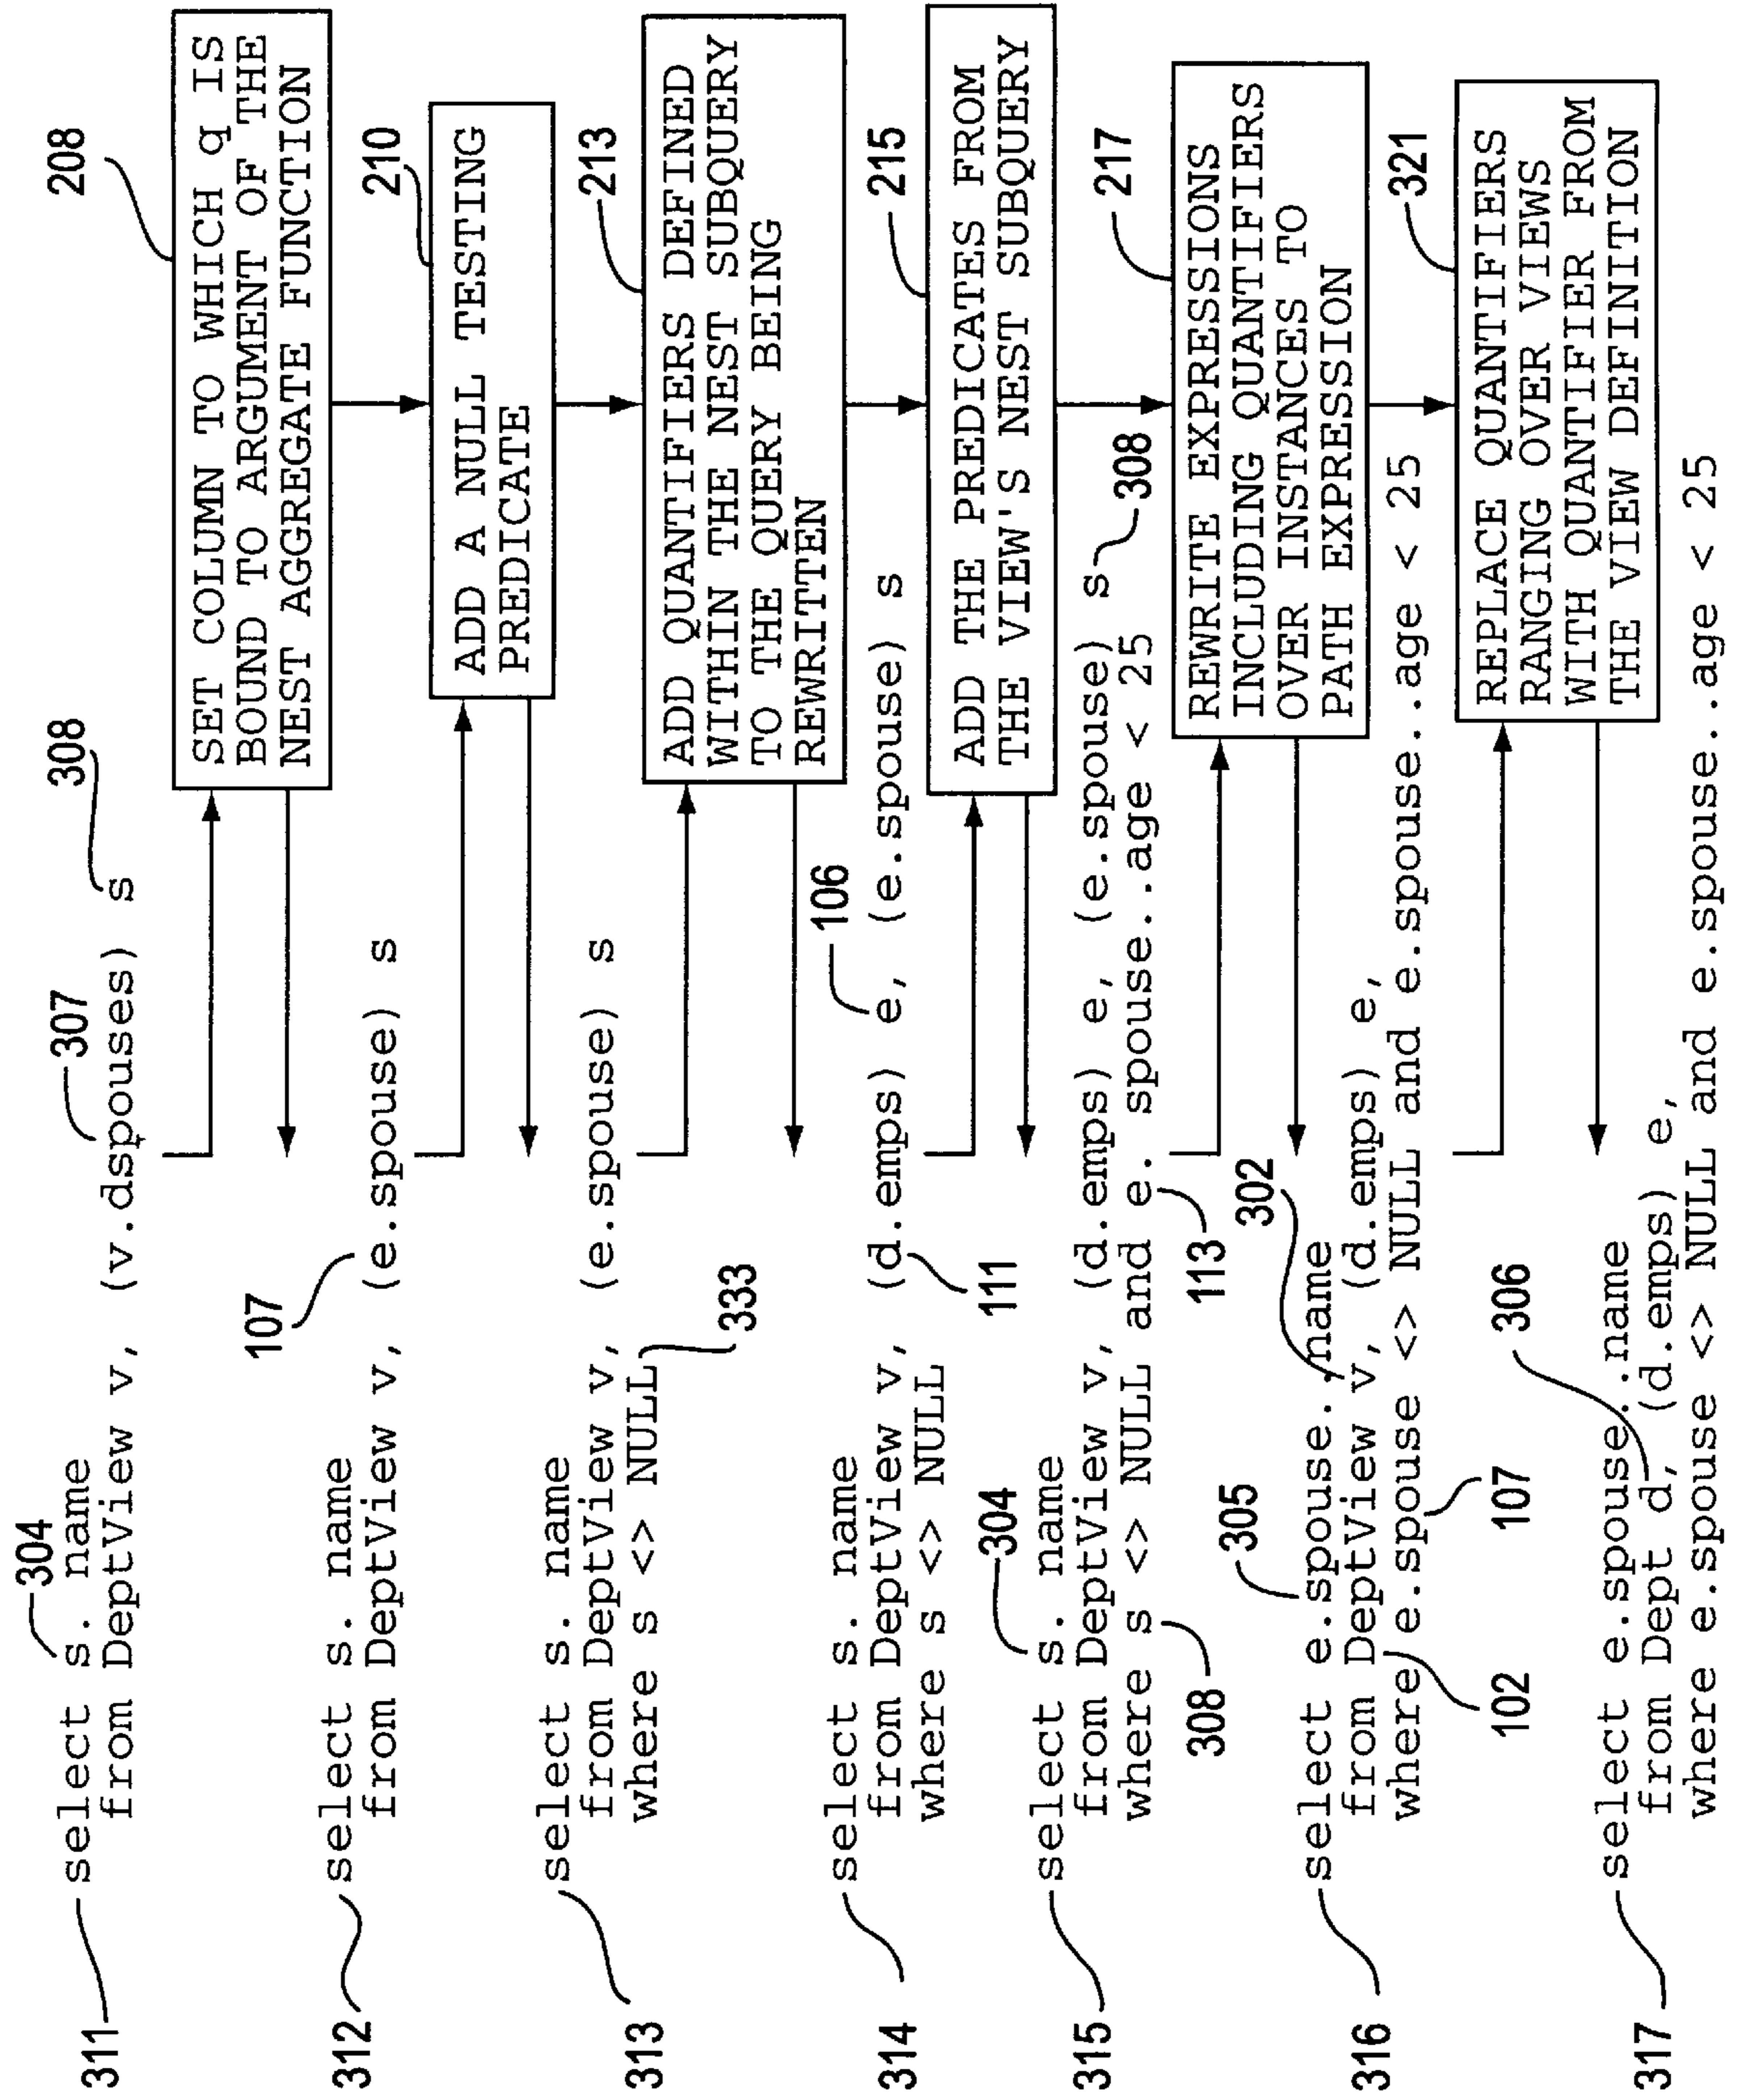 304
307
308
208
311
select s. name
from DeptView v, (v.dspouses) s
SET COLUMN TO WHICH q IS
BOUND TO ARGUMENT OF THE
NEST AGGREGATE FUNCTION
107
210
312
select s. name
from DeptView v, (e.spouse) s
ADD A NULL TESTING
PREDICATE
213
313
select s. name
from DeptView v, (e.spouse) s
where s <> NULL
333
ADD QUANTIFIERS DEFINED
WITHIN THE NEST SUBQUERY
TO THE QUERY BEING
REWRITTEN
106
215
314
select s. name
from DeptView v, (d.emps) e, (e.spouse) s
where s <> NULL
111
ADD THE PREDICATES FROM
THE VIEW'S NEST SUBQUERY
304
308
217
315
select s. name
from DeptView v, (d.emps) e, (e.spouse) s
where s <> NULL and e. spouse..age < 25
308
113
REWRITE EXPRESSIONS
INCLUDING QUANTIFIERS
OVER INSTANCES TO
PATH EXPRESSION
305
302
321
316
select e.spouse..name
from DeptView v, (d.emps) e,
where e.spouse <> NULL and e.spouse..age < 25
102
107
306
REPLACE QUANTIFIERS
RANGING OVER VIEWS
WITH QUANTIFIER FROM
THE VIEW DEFINITION
317
select e.spouse..name
from Dept d, (d.emps) e,
where e.spouse <> NULL and e.spouse..age < 25